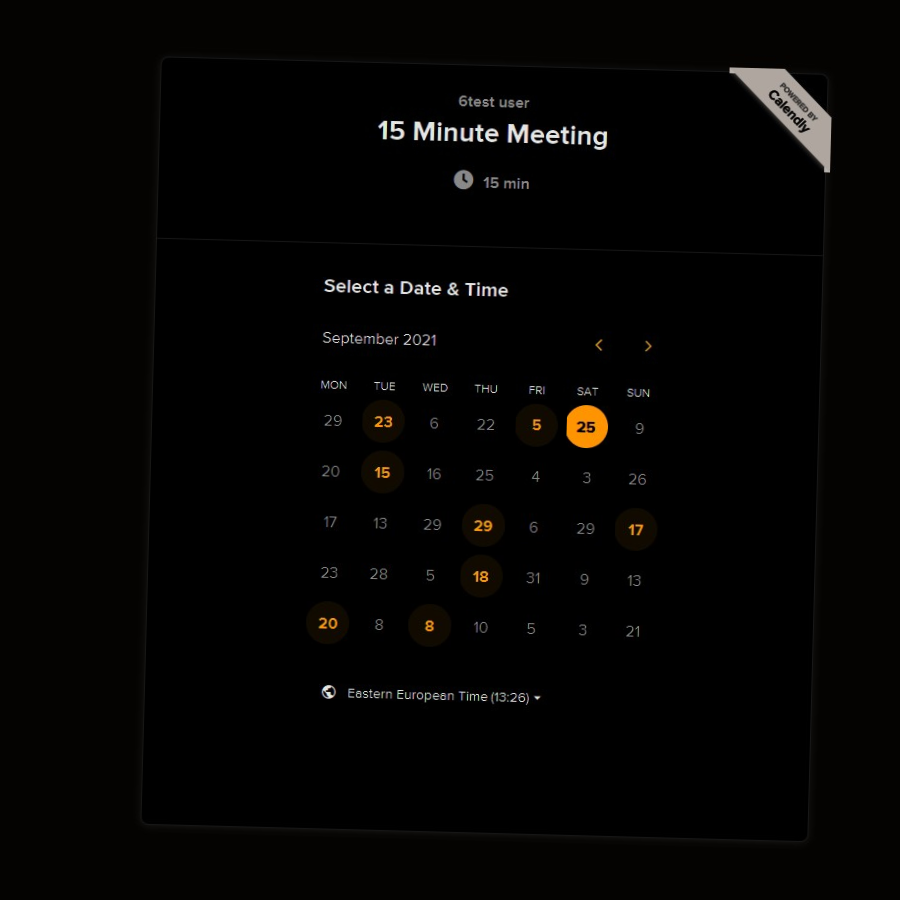 6test user
15 Minute Meeting
15 min
POWERED BY
Calendly
Select a Date & Time
September 2021
MON TUE WED THU FRI SAT SUN
29 23 6 22 5 25 9
20 15 16 25 4 3 26
17 13 29 29 6 29 17
23 28 5 18 31 9 13
20 8 8 10 5 3 21
Eastern European Time (13:26)